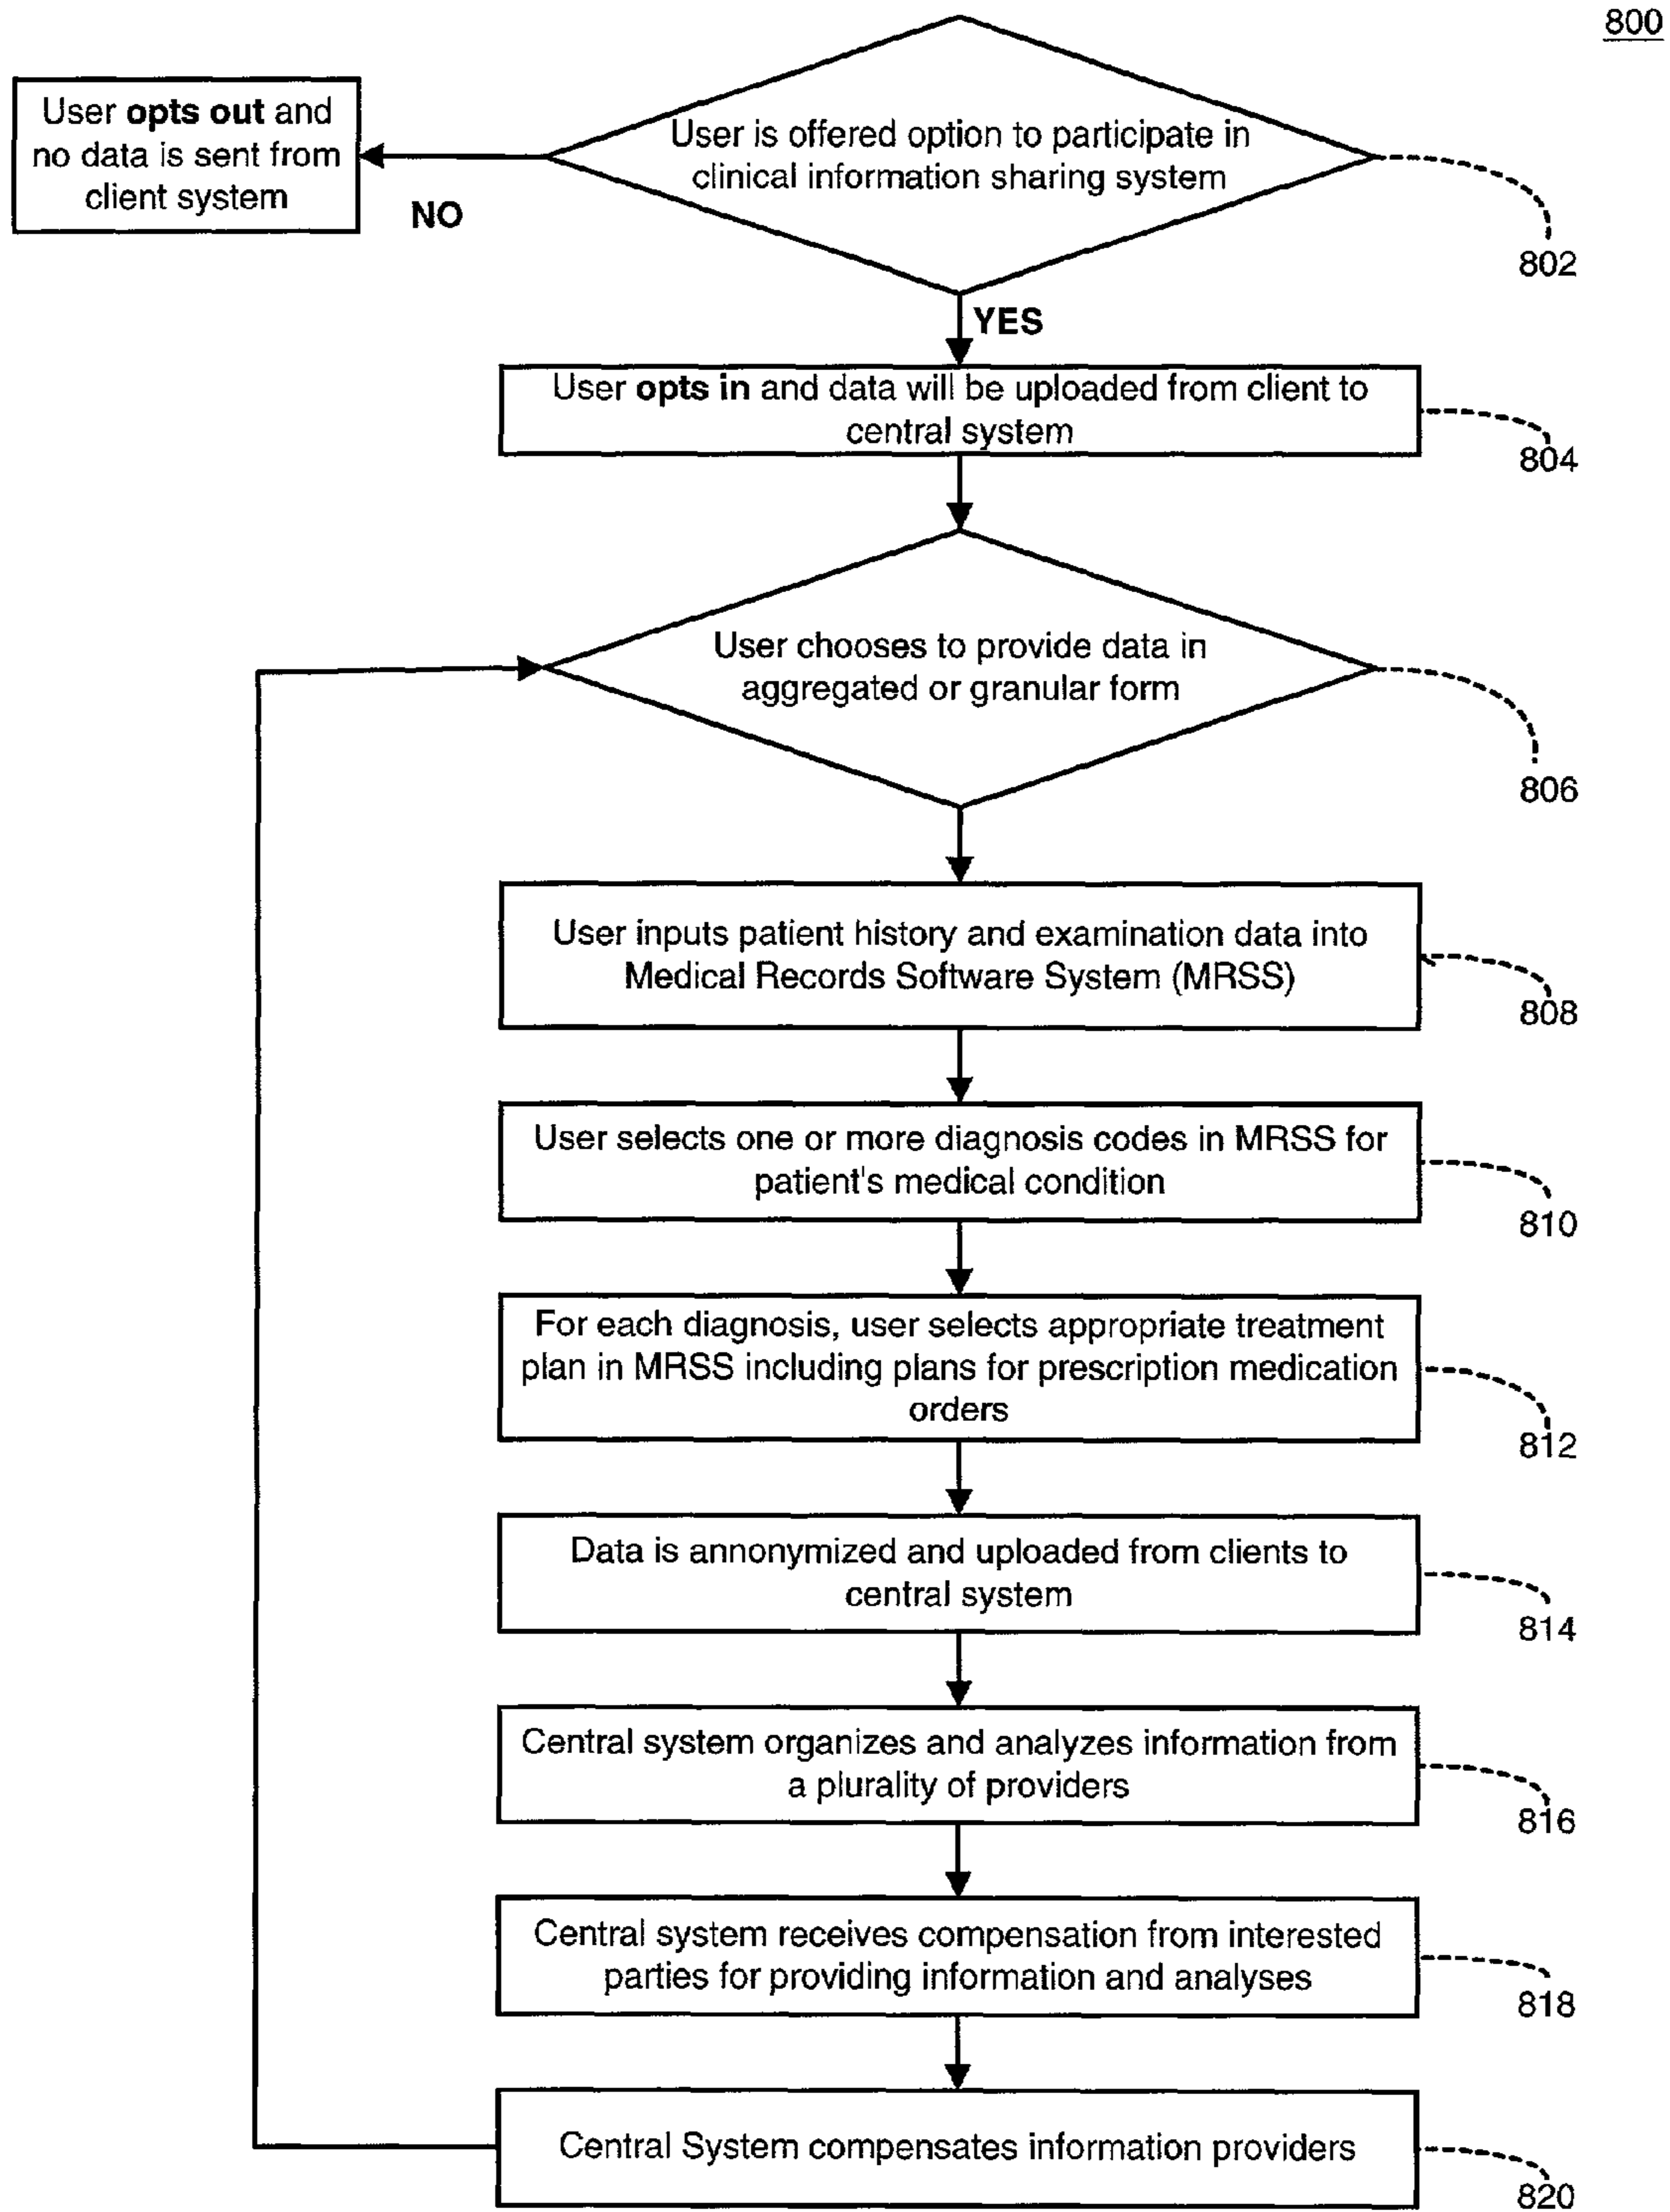 800
User is offered option to participate in
clinical information sharing system
802
User opts out and
no data is sent from
client system
NO
YES
User opts in and data will be uploaded from client to
central system
804
User chooses to provide data in
aggregated or granular form
806
User inputs patient history and examination data into
Medical Records Software System (MRSS)
808
User selects one or more diagnosis codes in MRSS for
patient's medical condition
810
For each diagnosis, user selects appropriate treatment
plan in MRSS including plans for prescription medication
orders
812
Data is annonymized and uploaded from clients to
central system
814
Central system organizes and analyzes information from
a plurality of providers
816
Central system receives compensation from interested
parties for providing information and analyses
818
Central System compensates information providers
820